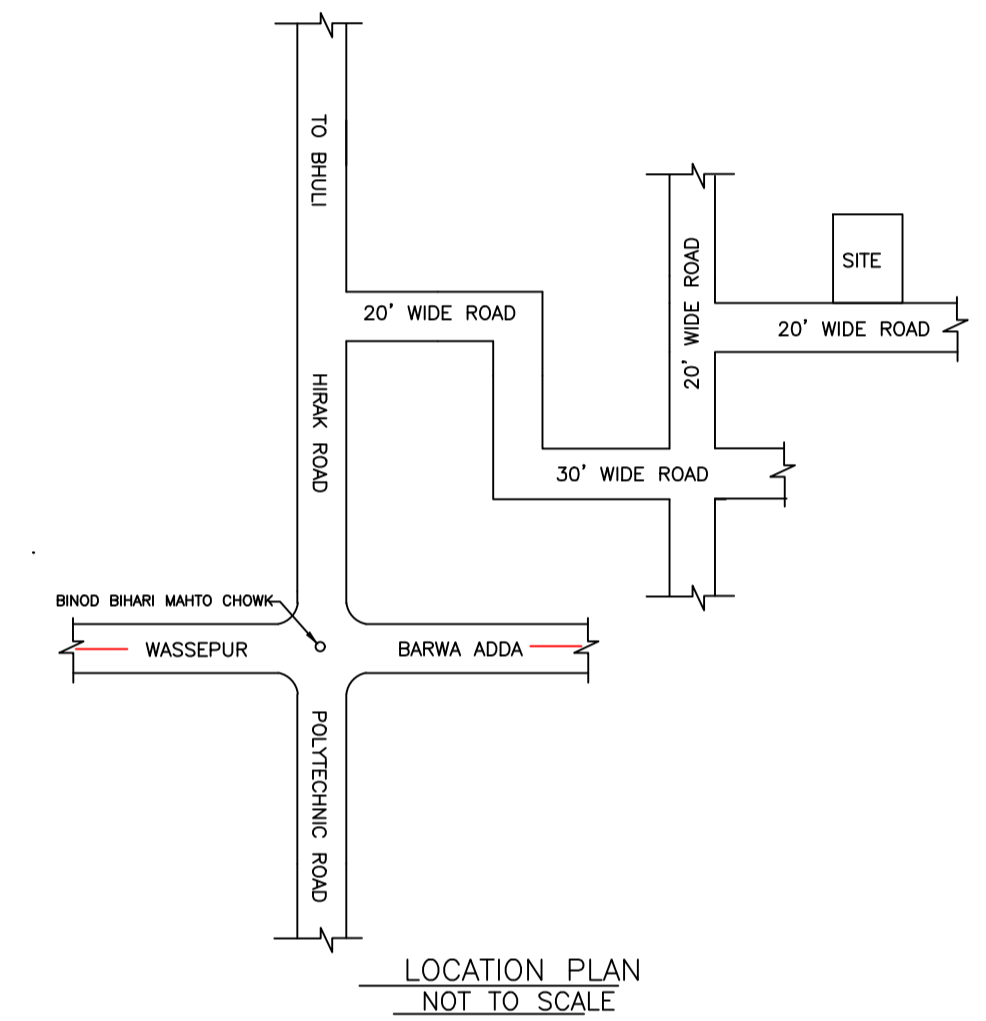 TO BHULI
20' WIDE ROAD
20' WIDE ROAD
SITE
20' WIDE ROAD
HIRAK ROAD
30' WIDE ROAD
BINOD BIHARI MAHTO CHOWK
WASSEPUR
BARWA ADDA
POLYTECHNIC ROAD
LOCATION PLAN
NOT TO SCALE